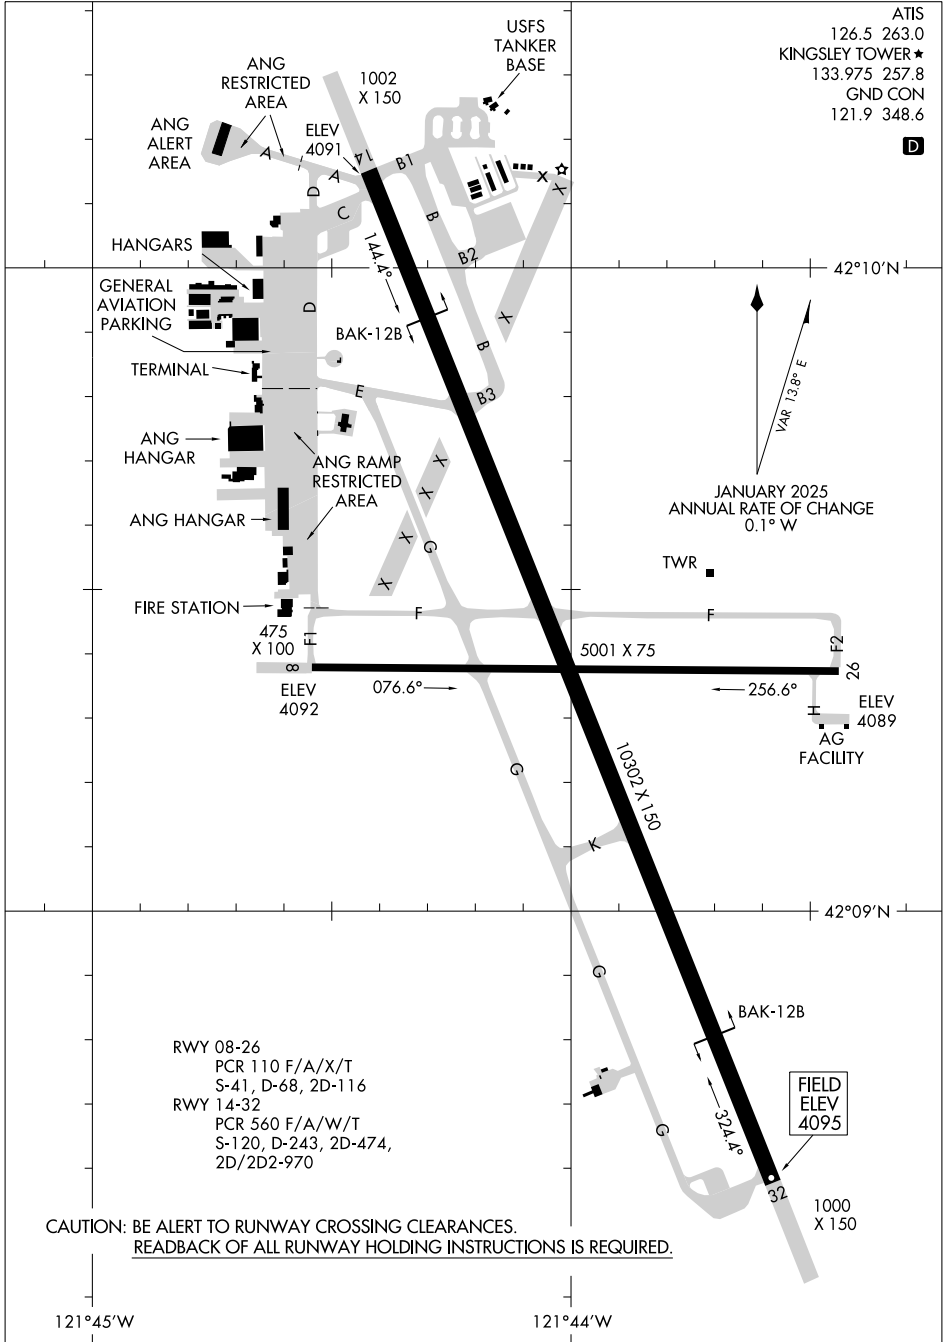 ATIS
126.5 263.0
KINGSLEY TOWER★
133.975 257.8
GND CON
121.9 348.6
D
USFS
TANKER
BASE
1002
X 150
ANG
RESTRICTED
AREA
ANG
ALERT
AREA
ELEV
4091
14
A
A
B1
D
C
B
X
X
B2
HANGARS
144.4°
42°10'N
GENERAL
AVIATION
PARKING
D
BAK-12B
X
B
TERMINAL
E
B3
VAR 13.8° E
ANG
HANGAR
ANG RAMP
RESTRICTED
AREA
X
X
JANUARY 2025
ANNUAL RATE OF CHANGE
0.1° W
ANG HANGAR
X
G
X
TWR
FIRE STATION
F
F
475
X 100
F1
5001 X 75
F2
8
26
ELEV
4092
076.6°
256.6°
ELEV
4089
H
AG
FACILITY
G
10302 X 150
K
42°09'N
G
BAK-12B
RWY 08-26
PCR 110 F/A/X/T
S-41, D-68, 2D-116
RWY 14-32
PCR 560 F/A/W/T
S-120, D-243, 2D-474,
2D/2D2-970
FIELD
ELEV
4095
G
324.4°
32
1000
X 150
CAUTION: BE ALERT TO RUNWAY CROSSING CLEARANCES.
READBACK OF ALL RUNWAY HOLDING INSTRUCTIONS IS REQUIRED.
121°45'W
121°44'W